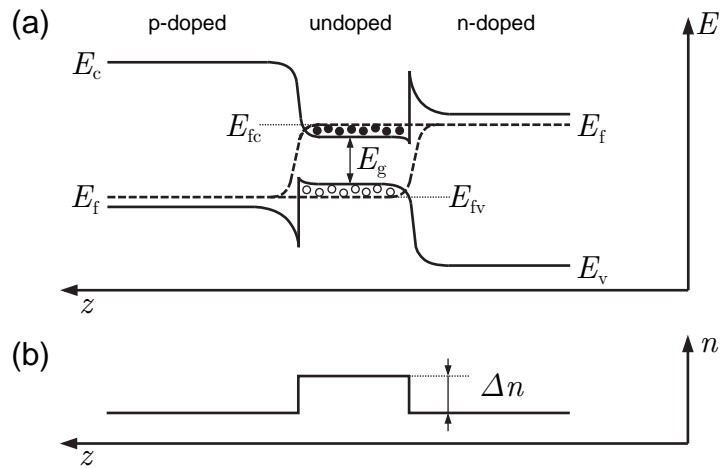 (a)
p-doped undoped n-doped
E
E_c
E_fc E_f
E_g
E_f E_fv
E_v
z
(b)
n
Δn
z